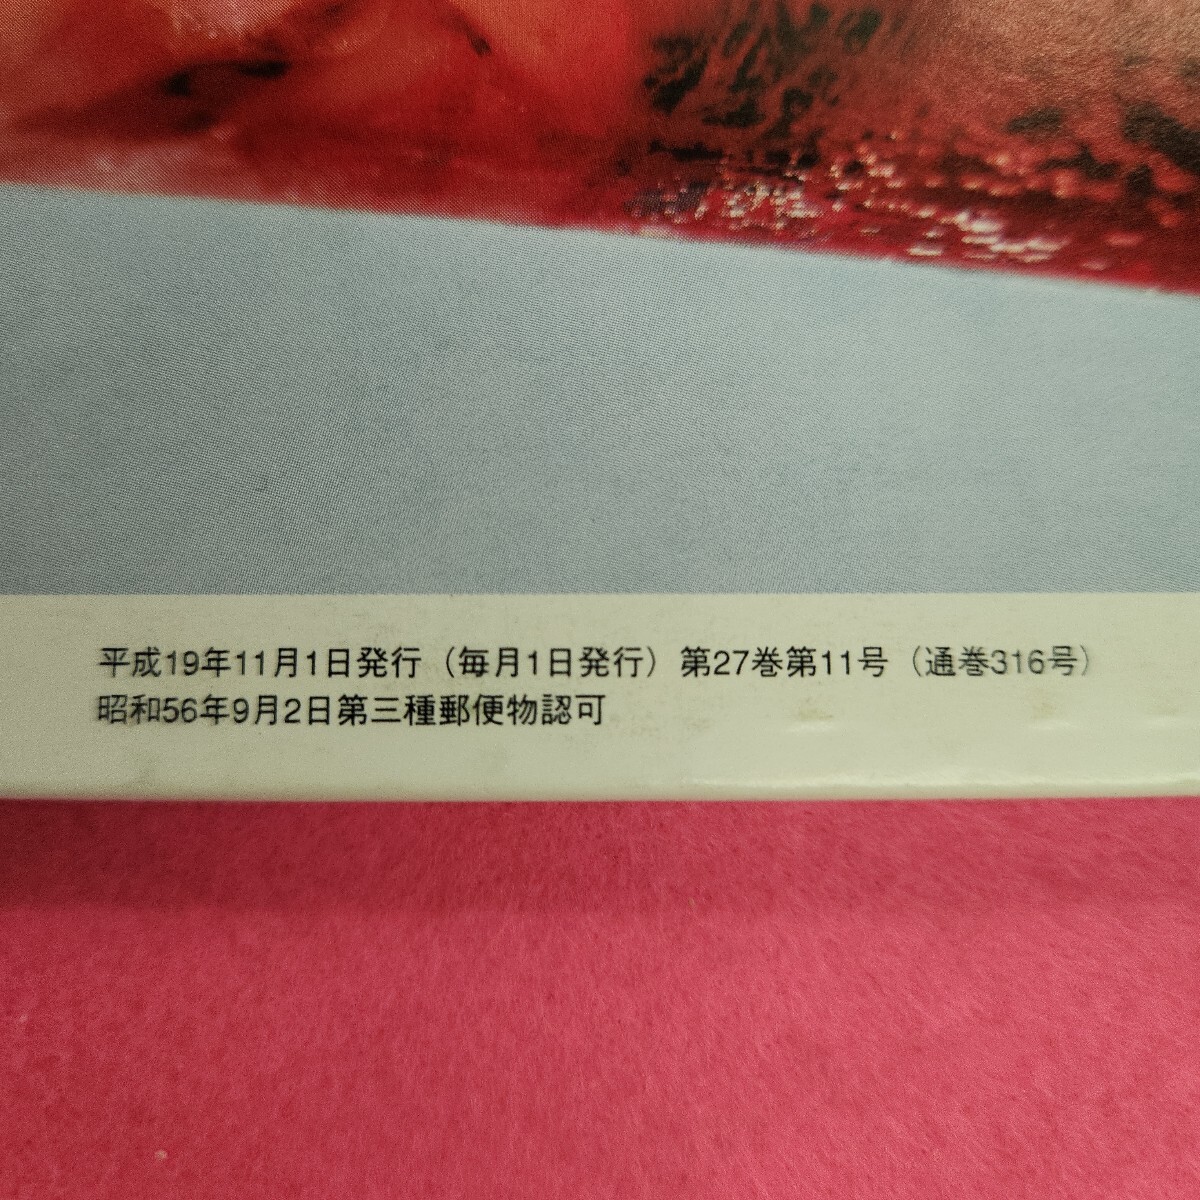 平成19年11月1日発行（毎月1日発行）第27巻第11号（通巻316号）
昭和56年9月2日第三種郵便物認可